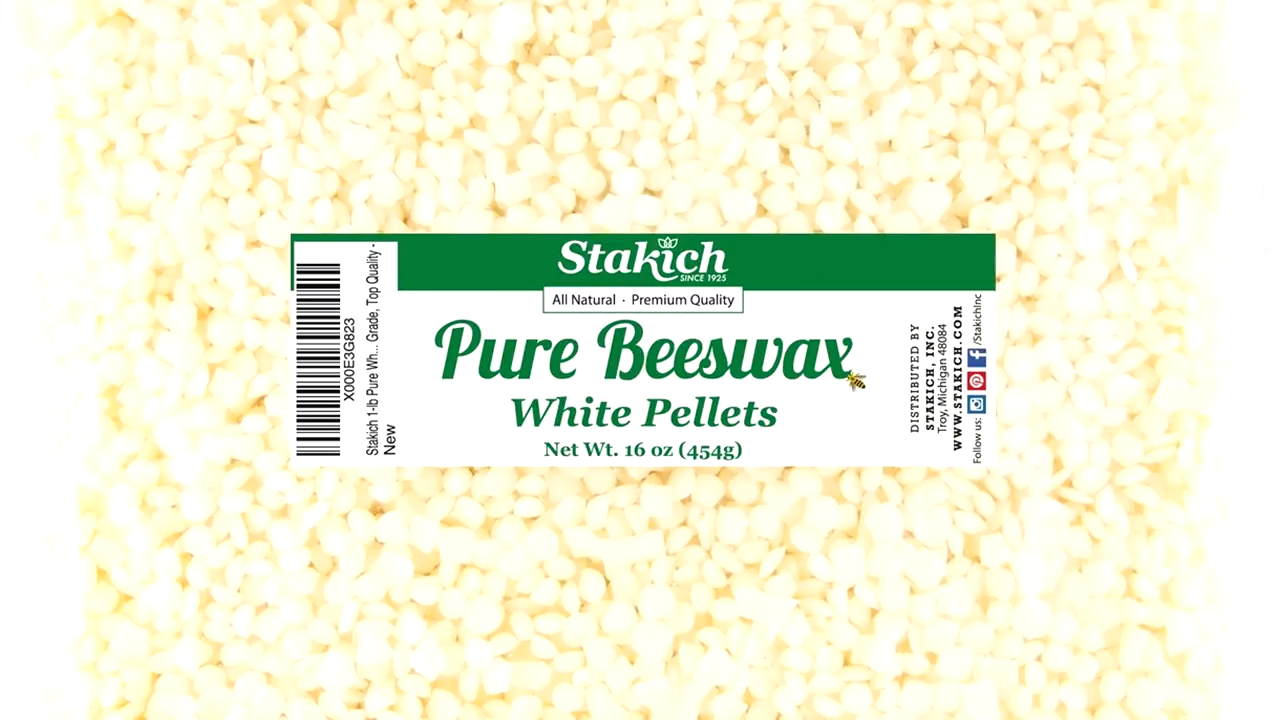 Stakich
SINCE 1925
All Natural · Premium Quality
Pure Beeswax
White Pellets
Net Wt. 16 oz (454g)
X000E3G823
Stakich 1-lb Pure Wh... Grade, Top Quality -
New
DISTRIBUTED BY
STAKICH, INC.
Troy, Michigan 48084
WWW.STAKICH.COM
Follow us: /StakichInc